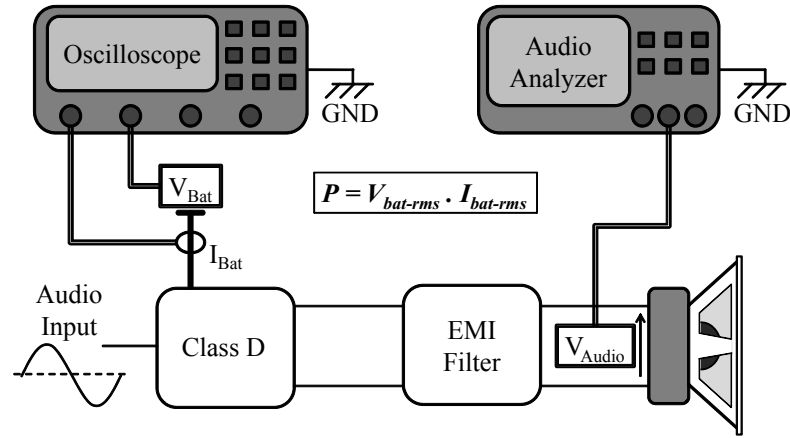 Oscilloscope
GND
Audio
Analyzer
GND
V_Bat
P = V_bat-rms . I_bat-rms
I_Bat
Audio
Input
Class D
EMI
Filter
V_Audio